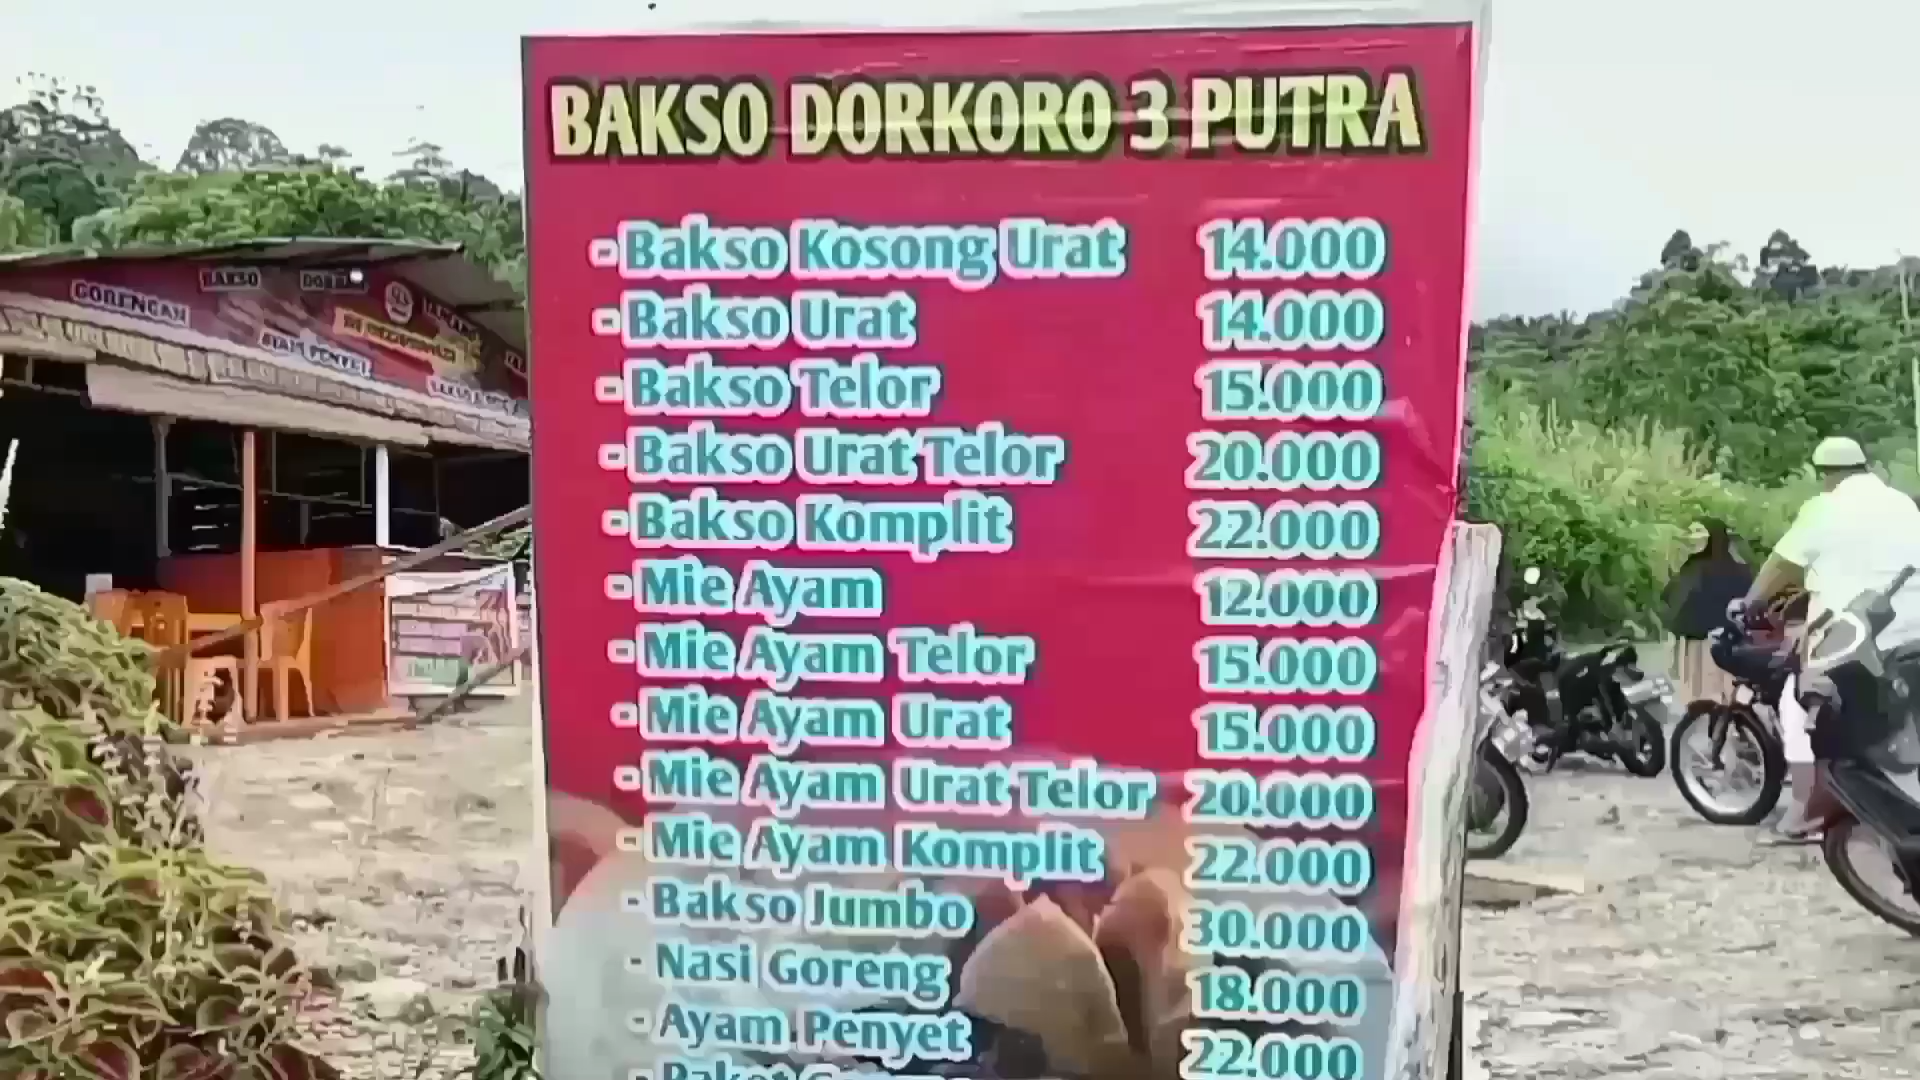 BAKSO DORKORO 3 PUTRA
- Bakso Kosong Urat 14.000
- Bakso Urat 14.000
- Bakso Telor 15.000
- Bakso Urat Telor 20.000
- Bakso Komplit 22.000
- Mie Ayam 12.000
- Mie Ayam Telor 15.000
- Mie Ayam Urat 15.000
- Mie Ayam Urat Telor 20.000
- Mie Ayam Komplit 22.000
- Bakso Jumbo 30.000
- Nasi Goreng 18.000
- Ayam Penyet 22.000
GORENGAN
BAKSO